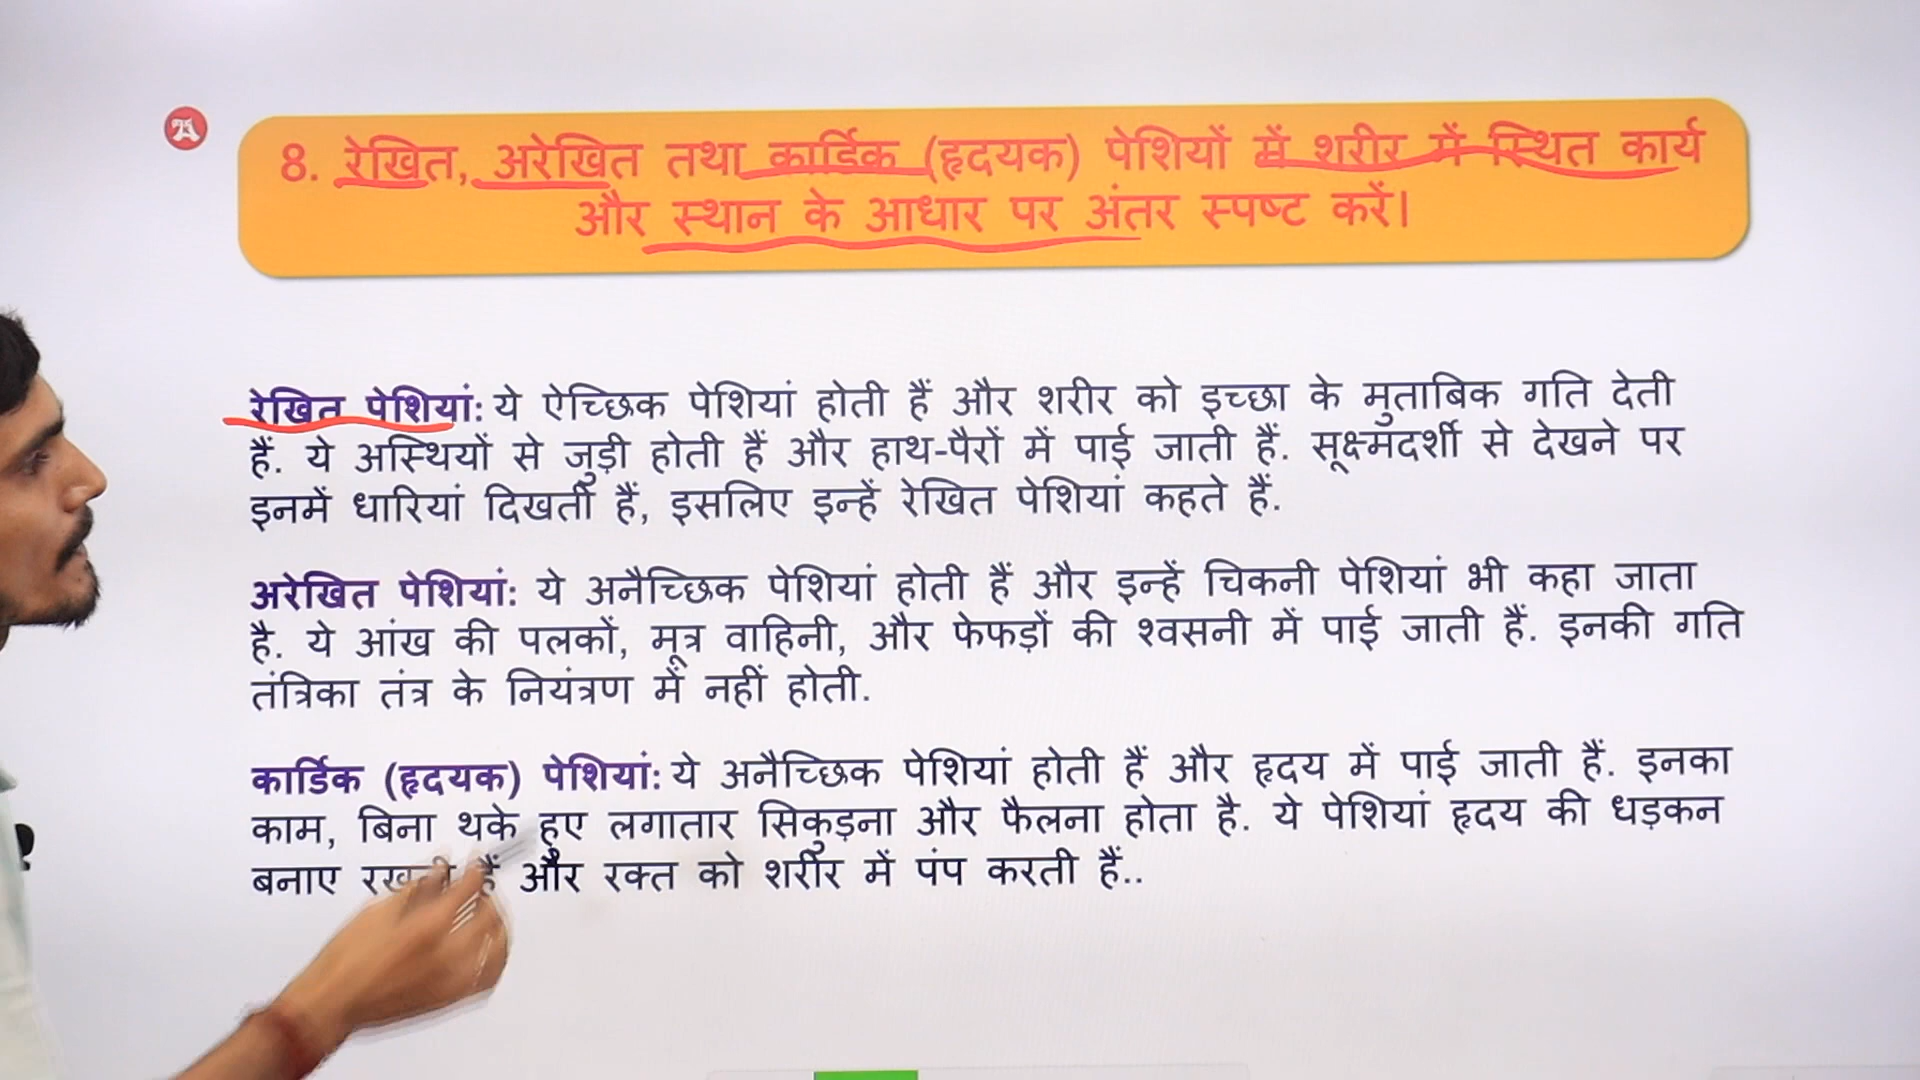 8. रेखित, अरेखित तथा कार्डिक (हृदयक) पेशियों में शरीर में स्थित कार्य
और स्थान के आधार पर अंतर स्पष्ट करें।
रेखित पेशियां: ये ऐच्छिक पेशियां होती हैं और शरीर को इच्छा के मुताबिक गति देती
हैं. ये अस्थियों से जुड़ी होती हैं और हाथ-पैरों में पाई जाती हैं. सूक्ष्मदर्शी से देखने पर
इनमें धारियां दिखती हैं, इसलिए इन्हें रेखित पेशियां कहते हैं.
अरेखित पेशियां: ये अनैच्छिक पेशियां होती हैं और इन्हें चिकनी पेशियां भी कहा जाता
है. ये आंख की पलकों, मूत्र वाहिनी, और फेफड़ों की श्वसनी में पाई जाती हैं. इनकी गति
तंत्रिका तंत्र के नियंत्रण में नहीं होती.
कार्डिक (हृदयक) पेशियां: ये अनैच्छिक पेशियां होती हैं और हृदय में पाई जाती हैं. इनका
काम, बिना थके हुए लगातार सिकुड़ना और फैलना होता है. ये पेशियां हृदय की धड़कन
बनाए हैं और रक्त को शरीर में पंप करती हैं..